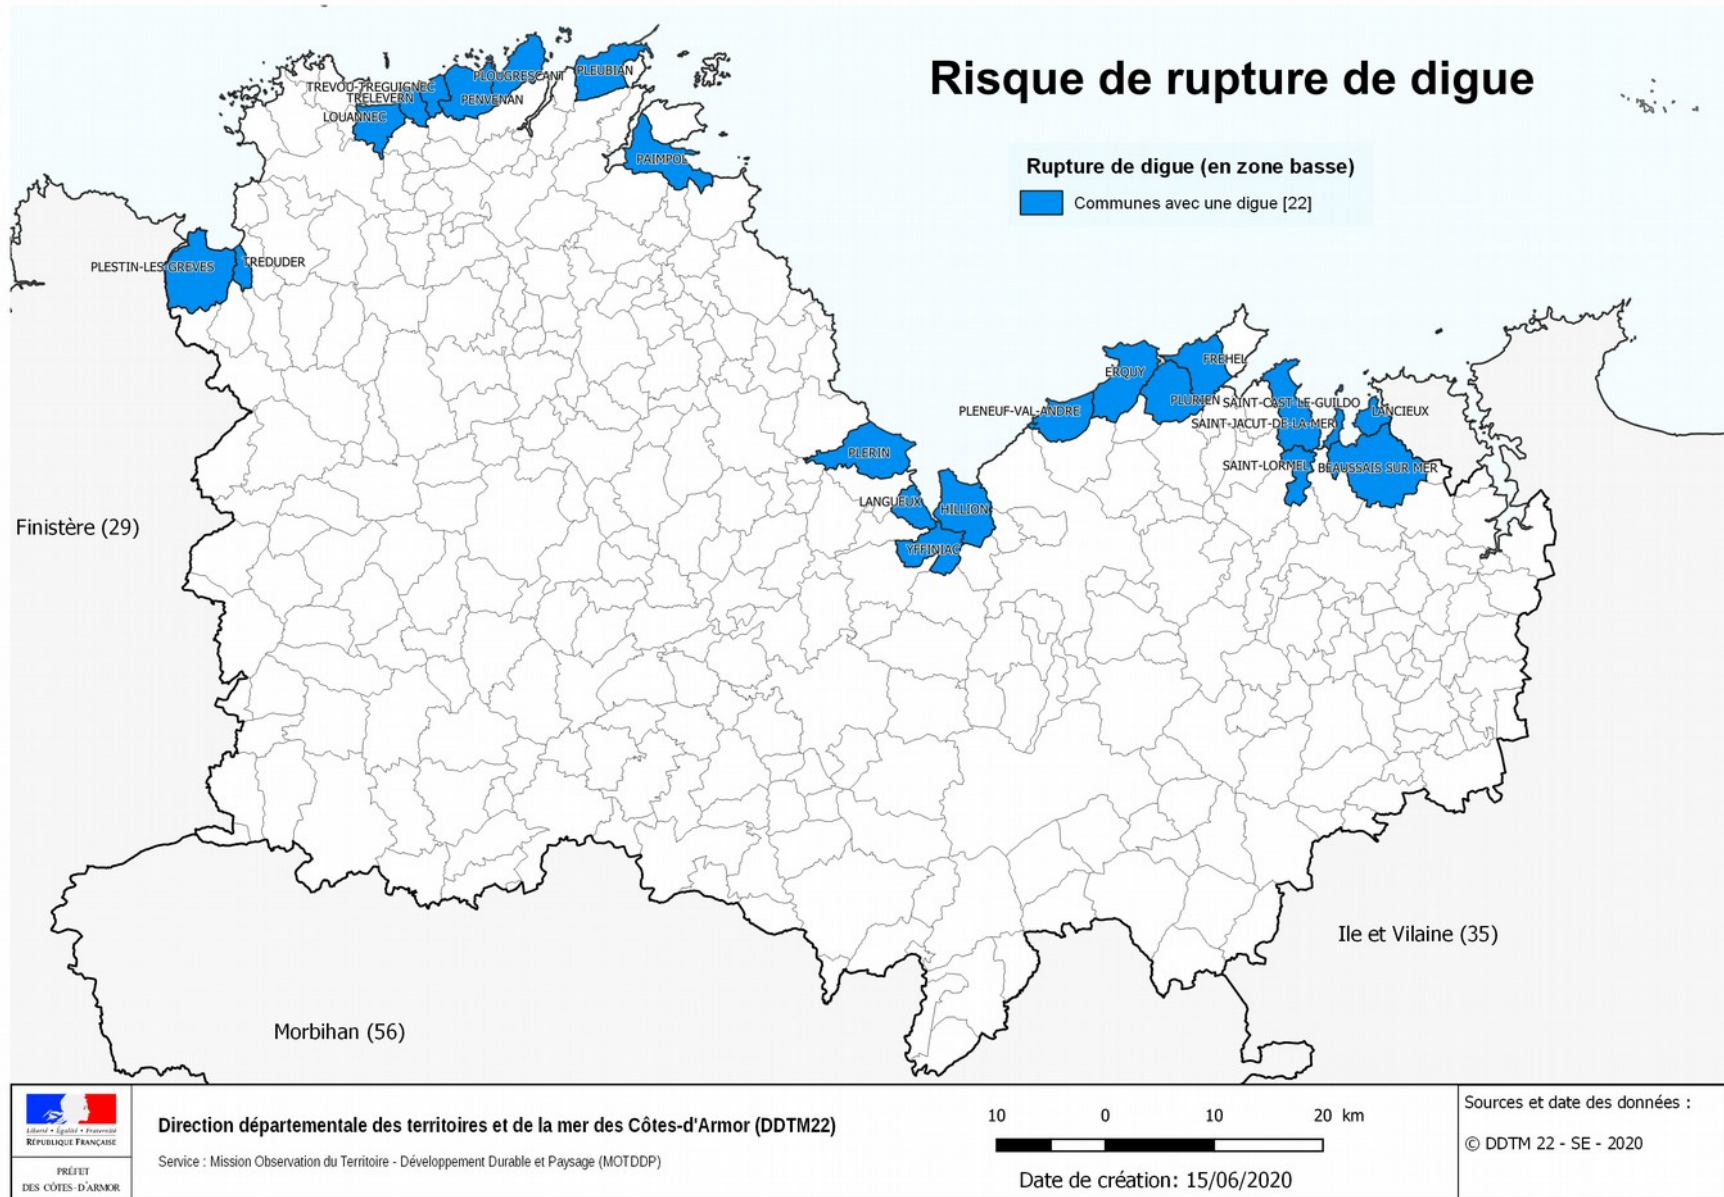 Risque de rupture de digue
Rupture de digue (en zone basse)
Communes avec une digue [22]
PLOUGRESCANT
PLEUBIAN
TREVOU-TREGUIGNEC
TRELEVERN
PENVENAN
LOUANNEC
PAIMPOL
PLESTIN-LES-GREVES
TREDUDER
FREHEL
ERQUY
PLURIEN
PLENEUF-VAL-ANDRE
SAINT-CAST-LE-GUILDO
LANCIEUX
SAINT-JACUT-DE-LA-MER
SAINT-LORMEL
BEAUSSAIS SUR MER
PLERIN
LANGUEUX
HILLION
YFFINIAC
Finistère (29)
Ile et Vilaine (35)
Morbihan (56)
Liberté • Égalité • Fraternité
RÉPUBLIQUE FRANÇAISE
PRÉFET
DES CÔTES-D'ARMOR
Direction départementale des territoires et de la mer des Côtes-d'Armor (DDTM22)
Service : Mission Observation du Territoire - Développement Durable et Paysage (MOTDDP)
10 0 10 20 km
Date de création: 15/06/2020
Sources et date des données :
© DDTM 22 - SE - 2020